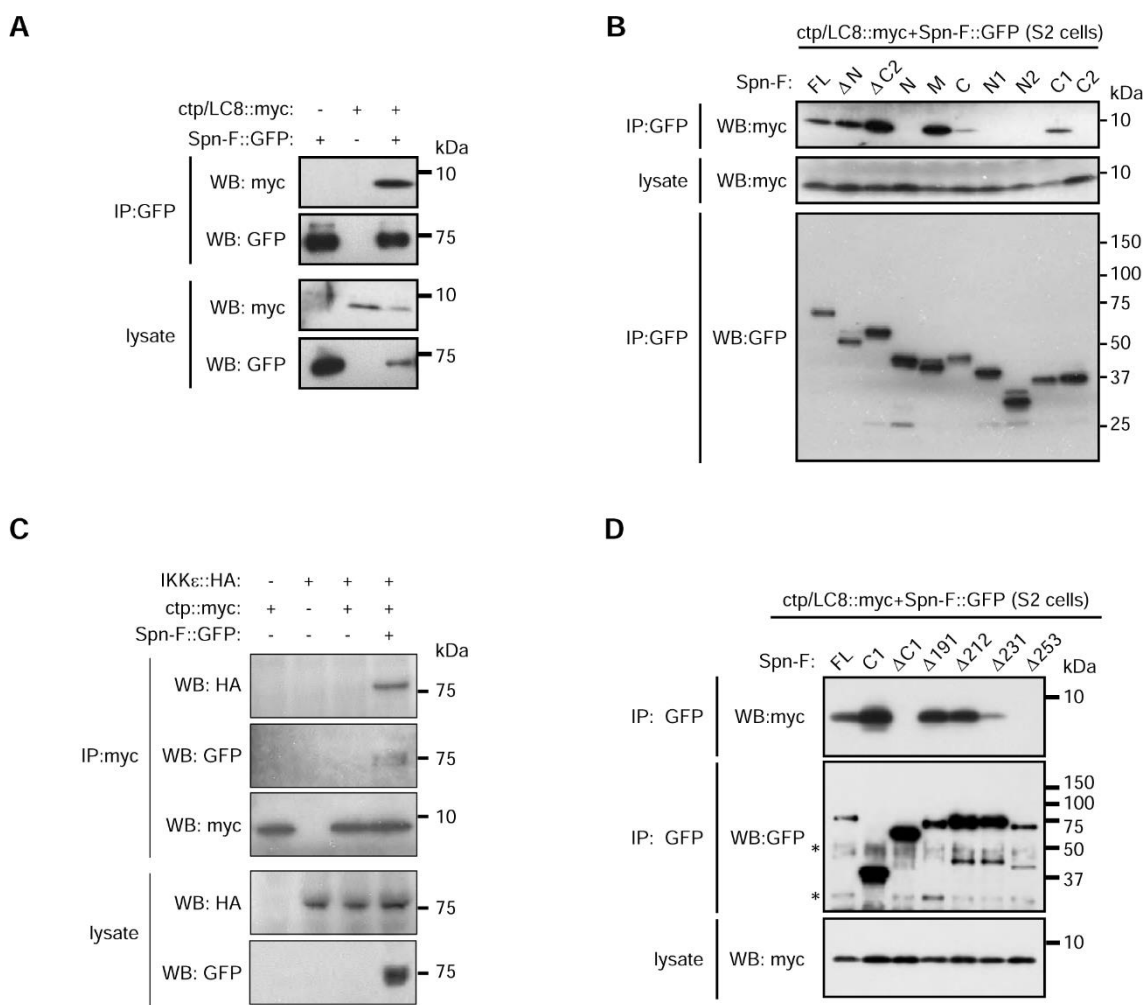 A
ctp/LC8::myc: - + +
Spn-F::GFP: + - +
kDa
IP:GFP
WB: myc
10
WB: GFP
75
lysate
WB: myc
10
WB: GFP
75
B
ctp/LC8::myc+Spn-F::GFP (S2 cells)
Spn-F: FL ΔN ΔC2 N M C N1 N2 C1 C2
kDa
IP:GFP WB:myc 10
lysate WB:myc 10
150
100
75
IP:GFP WB:GFP 50
37
25
C
IKKε::HA: - + + +
ctp::myc: + - + +
Spn-F::GFP: - - - +
kDa
WB: HA 75
IP:myc WB: GFP 75
WB: myc 10
WB: HA 75
lysate
WB: GFP 75
D
ctp/LC8::myc+Spn-F::GFP (S2 cells)
Spn-F: FL C1 ΔC1 Δ191 Δ212 Δ231 Δ253
kDa
IP: GFP WB:myc 10
150
100
75
IP: GFP WB:GFP * 50
37
*
lysate WB: myc 10